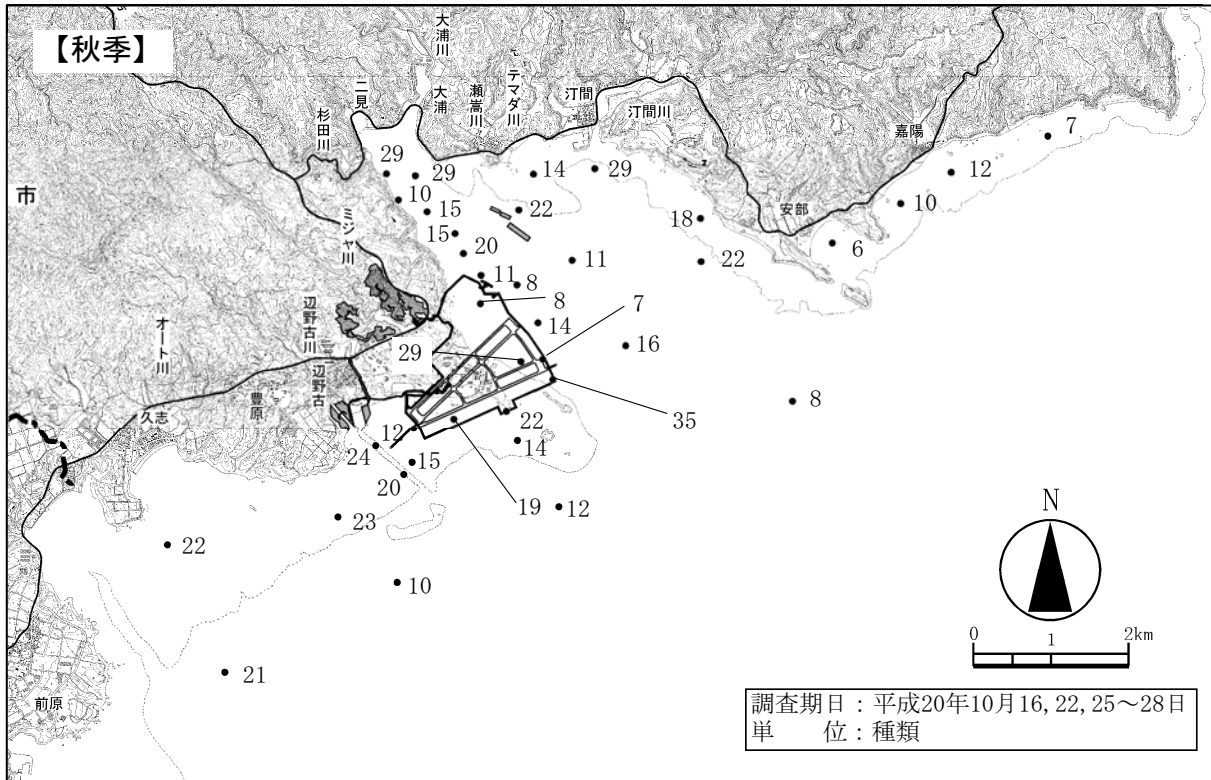 【秋季】
大浦川
大浦
瀬嵩川
テマダ川
汀間
汀間川
二見
杉田川
嘉陽
安部
市
ミジャ川
辺野古川
辺野古
オート川
豊原
久志
前原
7
12
10
6
29
29
14
29
10
15
22
18
15
20
11
22
11
8
8
7
14
16
29
8
35
22
12
14
24
15
20
19
12
23
22
10
21
N
0 1 2km
調査期日：平成20年10月16,22,25～28日
単　　位：種類